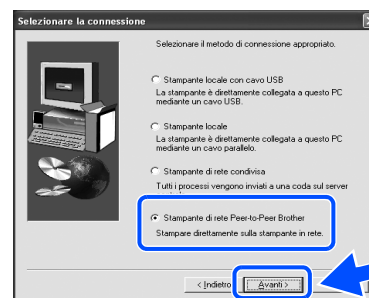 Selezionare la connessione
Selezionare il metodo di connessione appropriato.
Stampante locale con cavo USB
La stampante è direttamente collegata a questo PC
mediante un cavo USB.
Stampante locale
La stampante è direttamente collegata a questo PC
mediante un cavo parallelo.
Stampante di rete condivisa
Tutti i processi vengono inviati a una coda sul server
Stampante di rete Peer-to-Peer Brother
Stampare direttamente sulla stampante in rete.
< Indietro
Avanti >